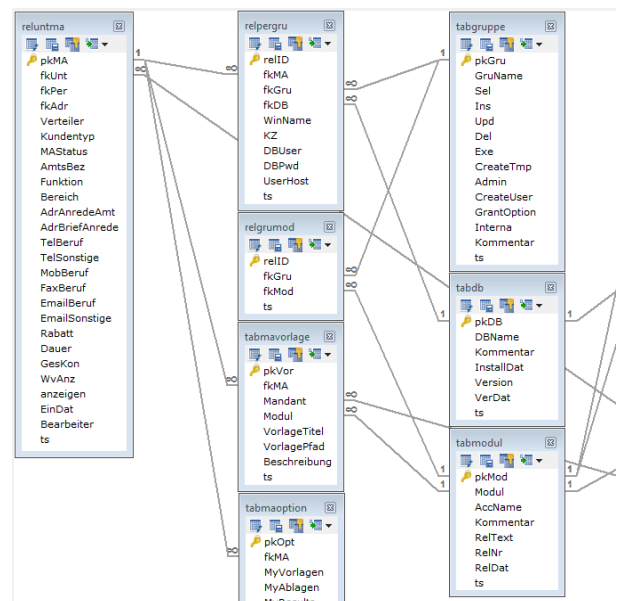 reluntma
pkMA
fkUnt
fkPer
fkAdr
Verteiler
Kundentyp
MAStatus
AmtsBez
Funktion
Bereich
AdrAnredeAmt
AdrBriefAnrede
TelBeruf
TelSonstige
MobBeruf
FaxBeruf
EmailBeruf
EmailSonstige
Rabatt
Dauer
GesKon
WvAnz
anzeigen
EinDat
Bearbeiter
ts
1
∞
relpergru
relID
fkMA
fkGru
fkDB
WinName
KZ
DBUser
DBPwd
UserHost
ts
∞
∞
∞
relgrumod
relID
fkGru
fkMod
ts
∞
∞
tabmavorlage
pkVor
fkMA
Mandant
Modul
VorlageTitel
VorlagePfad
Beschreibung
ts
∞
∞
∞
tabmaoption
pkOpt
fkMA
MyVorlagen
MyAblagen
∞
tabgruppe
pkGru
GruName
Sel
Ins
Upd
Del
Exe
CreateTmp
Admin
CreateUser
GrantOption
Interna
Kommentar
ts
1
tabdb
pkDB
DBName
Kommentar
InstallDat
Version
VerDat
ts
1
1
tabmodul
pkMod
Modul
AccName
Kommentar
RelText
RelNr
RelDat
ts
1
1
1
1